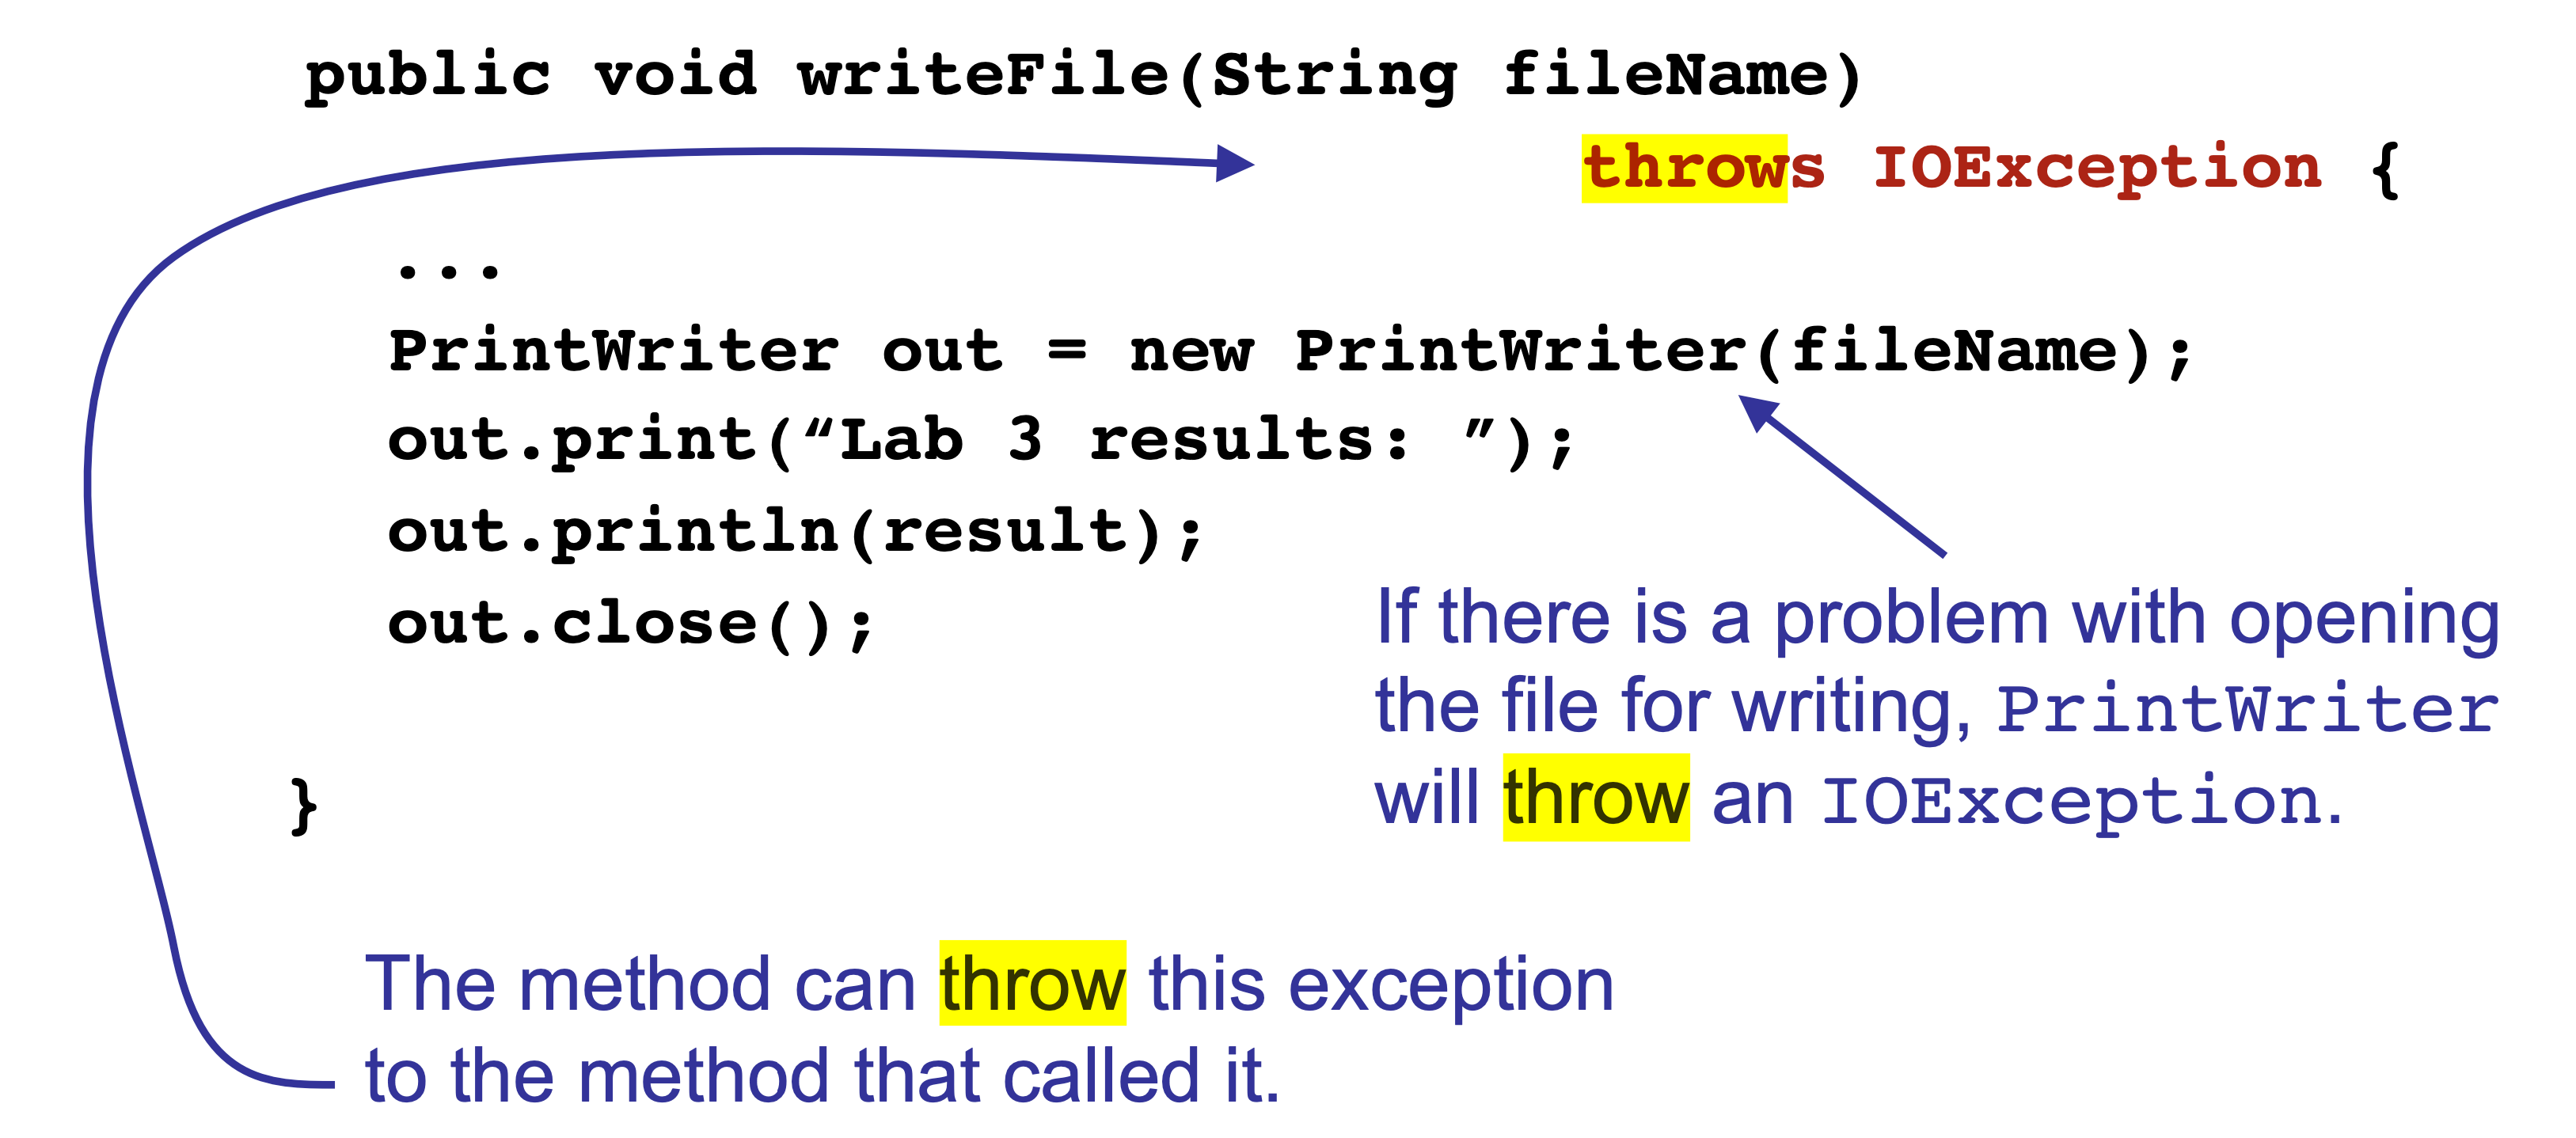 public void writeFile(String fileName)
throws IOException {
...
PrintWriter out = new PrintWriter(fileName);
out.print(“Lab 3 results: ”);
out.println(result);
out.close();
If there is a problem with opening
the file for writing, PrintWriter
will throw an IOException.
}
The method can throw this exception
to the method that called it.